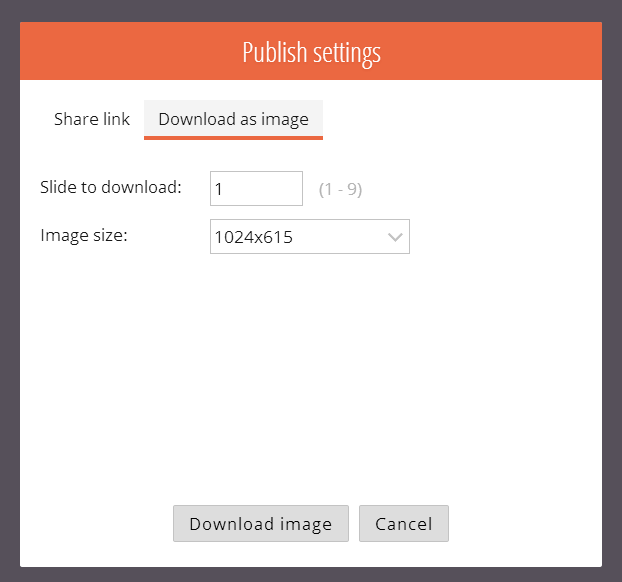 Publish settings
Share link Download as image
Slide to download: 1 (1 - 9)
Image size: 1024x615
Download image Cancel